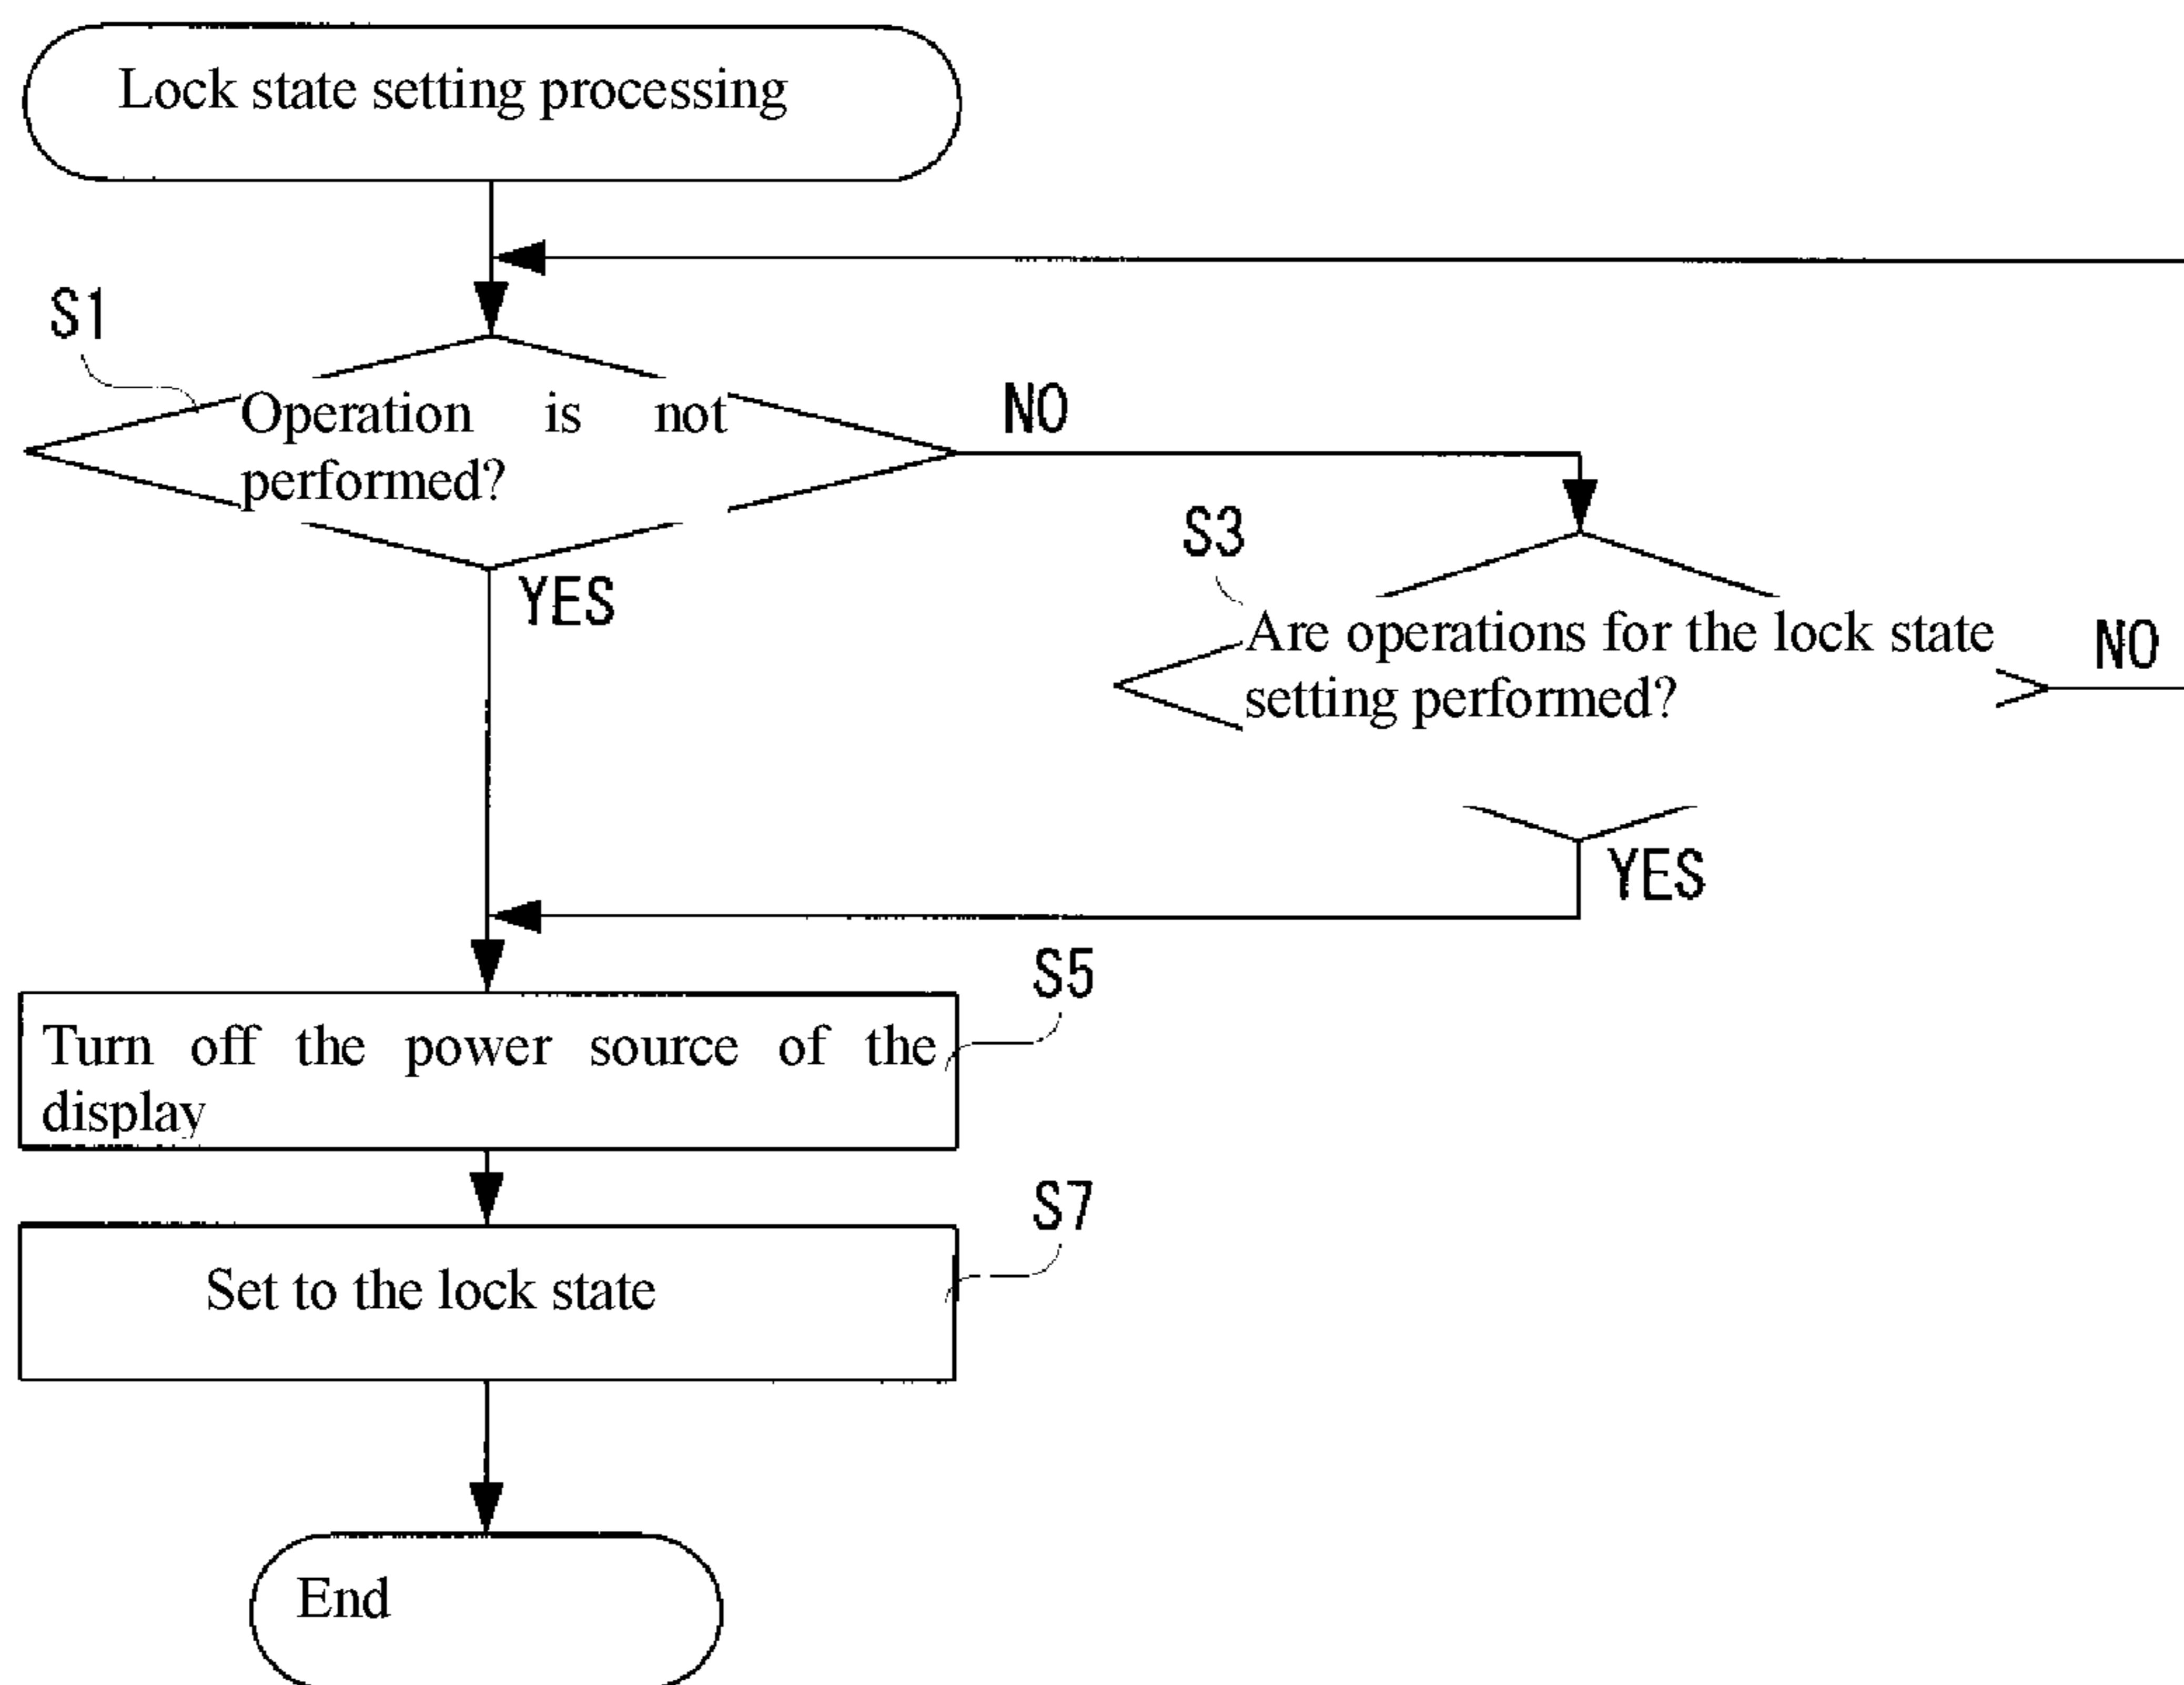 Lock state setting processing
S1
Operation is not
performed?
NO
YES
S3
Are operations for the lock state
setting performed?
NO
YES
S5
Turn off the power source of the
display
S7
Set to the lock state
End